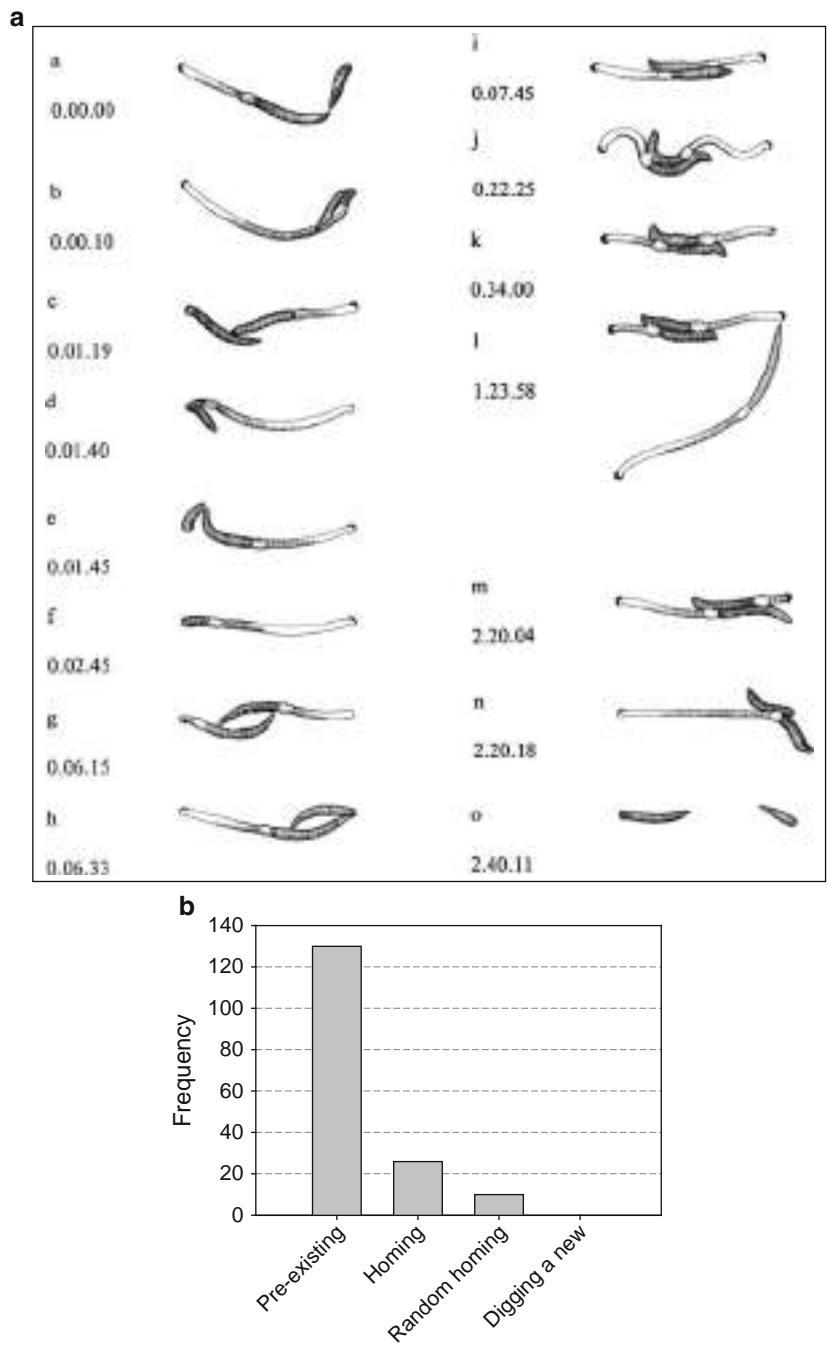 a
a
0.00.00
b
0.00.10
c
0.01.19
d
0.01.40
e
0.01.45
f
0.02.45
g
0.06.15
h
0.06.33
i
0.07.45
j
0.22.25
k
0.34.00
l
1.23.58
m
2.20.04
n
2.20.18
o
2.40.11
b
140
120
100
80
60
40
20
0
Frequency
Pre-existing
Homing
Random homing
Digging a new